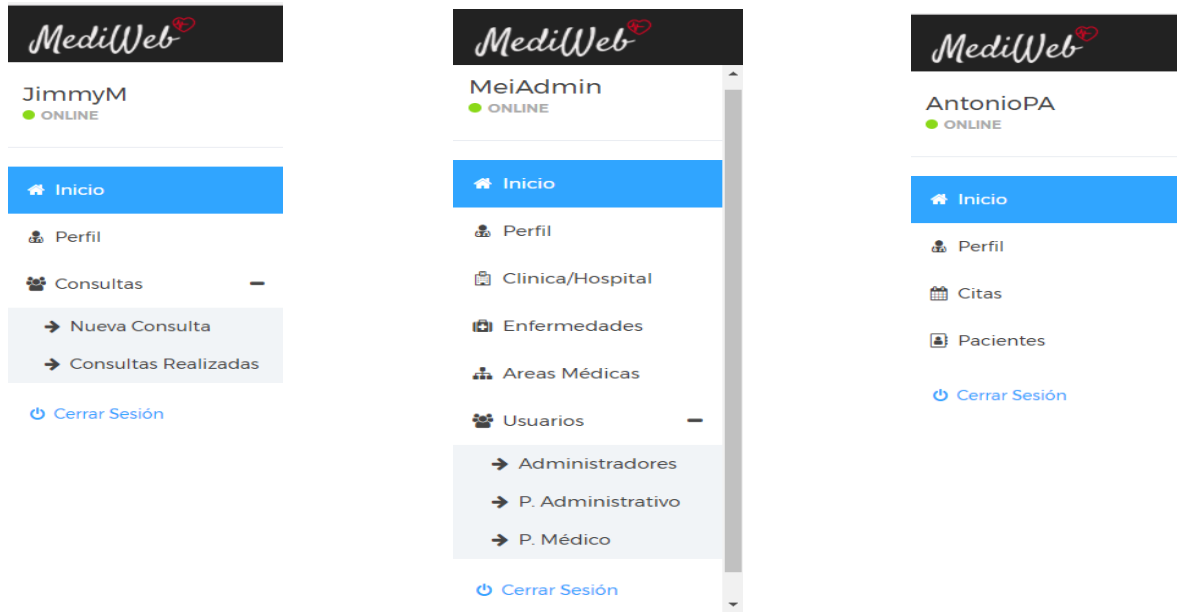 MediWeb
JimmyM
ONLINE
Inicio
Perfil
Consultas
Nueva Consulta
Consultas Realizadas
Cerrar Sesión
MediWeb
MeiAdmin
ONLINE
Inicio
Perfil
Clinica/Hospital
Enfermedades
Areas Médicas
Usuarios
Administradores
P. Administrativo
P. Médico
Cerrar Sesión
MediWeb
AntonioPA
ONLINE
Inicio
Perfil
Citas
Pacientes
Cerrar Sesión